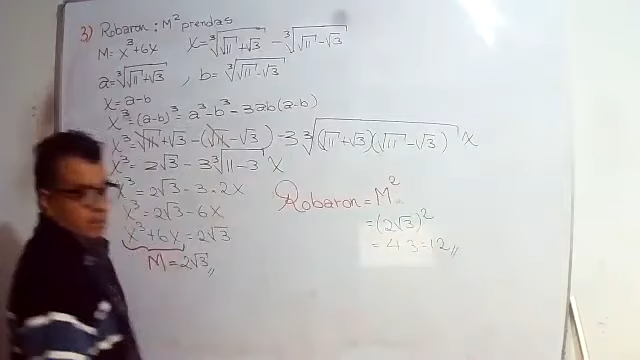 3) Robaron : M² prendas
M = x³+6x   x = ∛(√11+√3) - ∛(√11-√3)
a = ∛(√11+√3) , b = ∛(√11-√3)
x = a-b
x³ = (a-b)³ = a³-b³-3ab(a-b)
x³ = √11+√3-(√11-√3) -3∛((√11+√3)(√11-√3)) x
x³ = 2√3-3∛(11-3) x
x³ = 2√3-3·2x
x³ = 2√3-6x
x³+6x = 2√3
M = 2√3
Robaron = M²
= (2√3)²
= 4·3 = 12